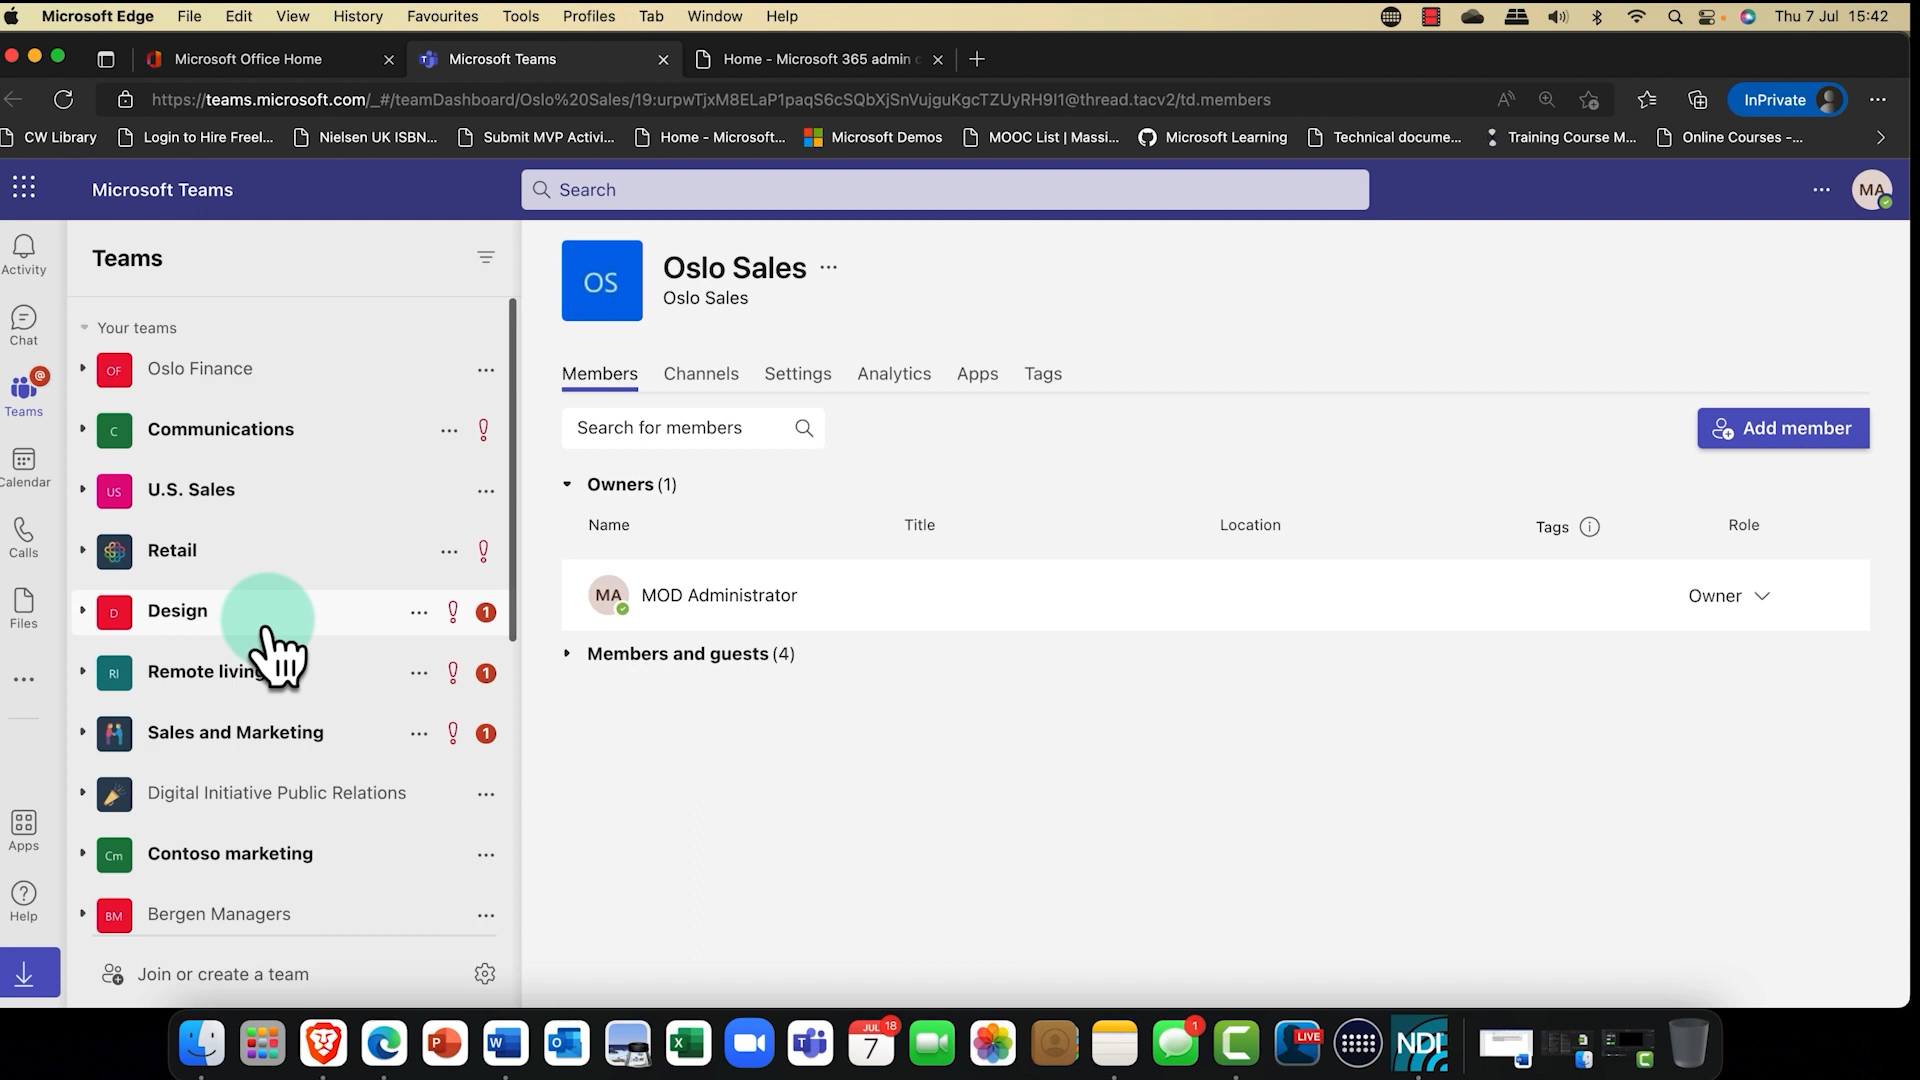 Microsoft Edge File Edit View History Favourites Tools Profiles Tab Window Help Thu 7 Jul 15:42
Microsoft Office Home Microsoft Teams Home - Microsoft 365 admin c
https://teams.microsoft.com/_#/teamDashboard/Oslo%20Sales/19:urpwTjxM8ELaP1paqS6cSQbXjSnVujguKgcTZUyRH9I1@thread.tacv2/td.members InPrivate
CW Library Login to Hire Freel... Nielsen UK ISBN... Submit MVP Activi... Home - Microsoft... Microsoft Demos MOOC List | Massi... Microsoft Learning Technical docume... Training Course M... Online Courses -...
Microsoft Teams Search MA
Activity
Chat
Teams
Calendar
Calls
Files
Apps
Help
Teams
Your teams
OF Oslo Finance
C Communications
US U.S. Sales
Retail
D Design 1
Rl Remote living 1
Sales and Marketing 1
Digital Initiative Public Relations
Cm Contoso marketing
BM Bergen Managers
Join or create a team
OS Oslo Sales
Oslo Sales
Members Channels Settings Analytics Apps Tags
Search for members Add member
Owners (1)
Name Title Location Tags Role
MA MOD Administrator Owner
Members and guests (4)
JUL 18 7 1 LIVE NDI